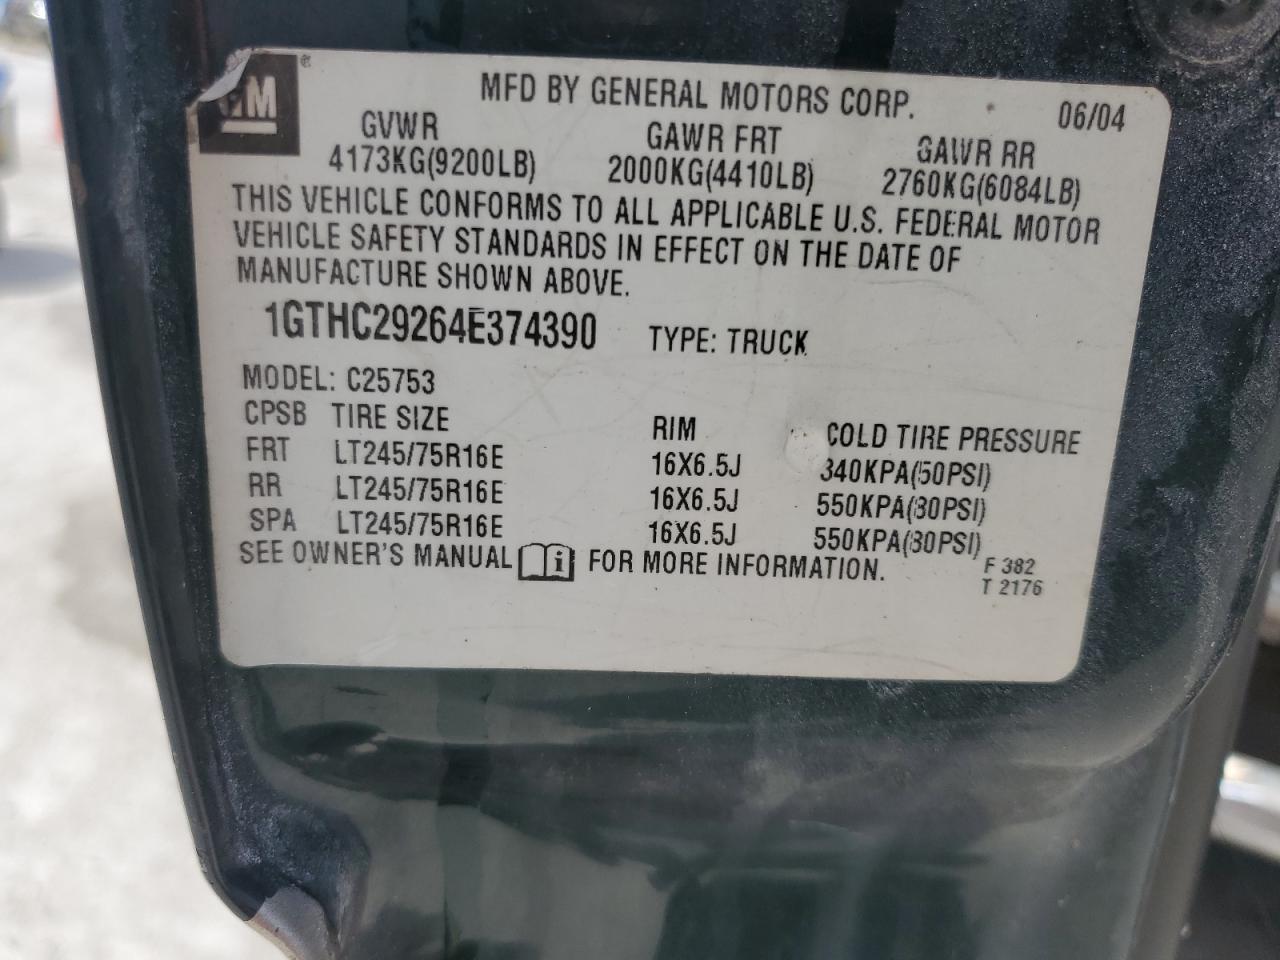 GM ®
MFD BY GENERAL MOTORS CORP. 06/04
GVWR GAWR FRT GAWR RR
4173KG(9200LB) 2000KG(4410LB) 2760KG(6084LB)
THIS VEHICLE CONFORMS TO ALL APPLICABLE U.S. FEDERAL MOTOR
VEHICLE SAFETY STANDARDS IN EFFECT ON THE DATE OF
MANUFACTURE SHOWN ABOVE.
1GTHC29264E374390 TYPE: TRUCK
MODEL: C25753
CPSB TIRE SIZE RIM COLD TIRE PRESSURE
FRT LT245/75R16E 16X6.5J 340KPA(50PSI)
RR LT245/75R16E 16X6.5J 550KPA(80PSI)
SPA LT245/75R16E 16X6.5J 550KPA(80PSI)
SEE OWNER'S MANUAL i FOR MORE INFORMATION.
F 382
T 2176